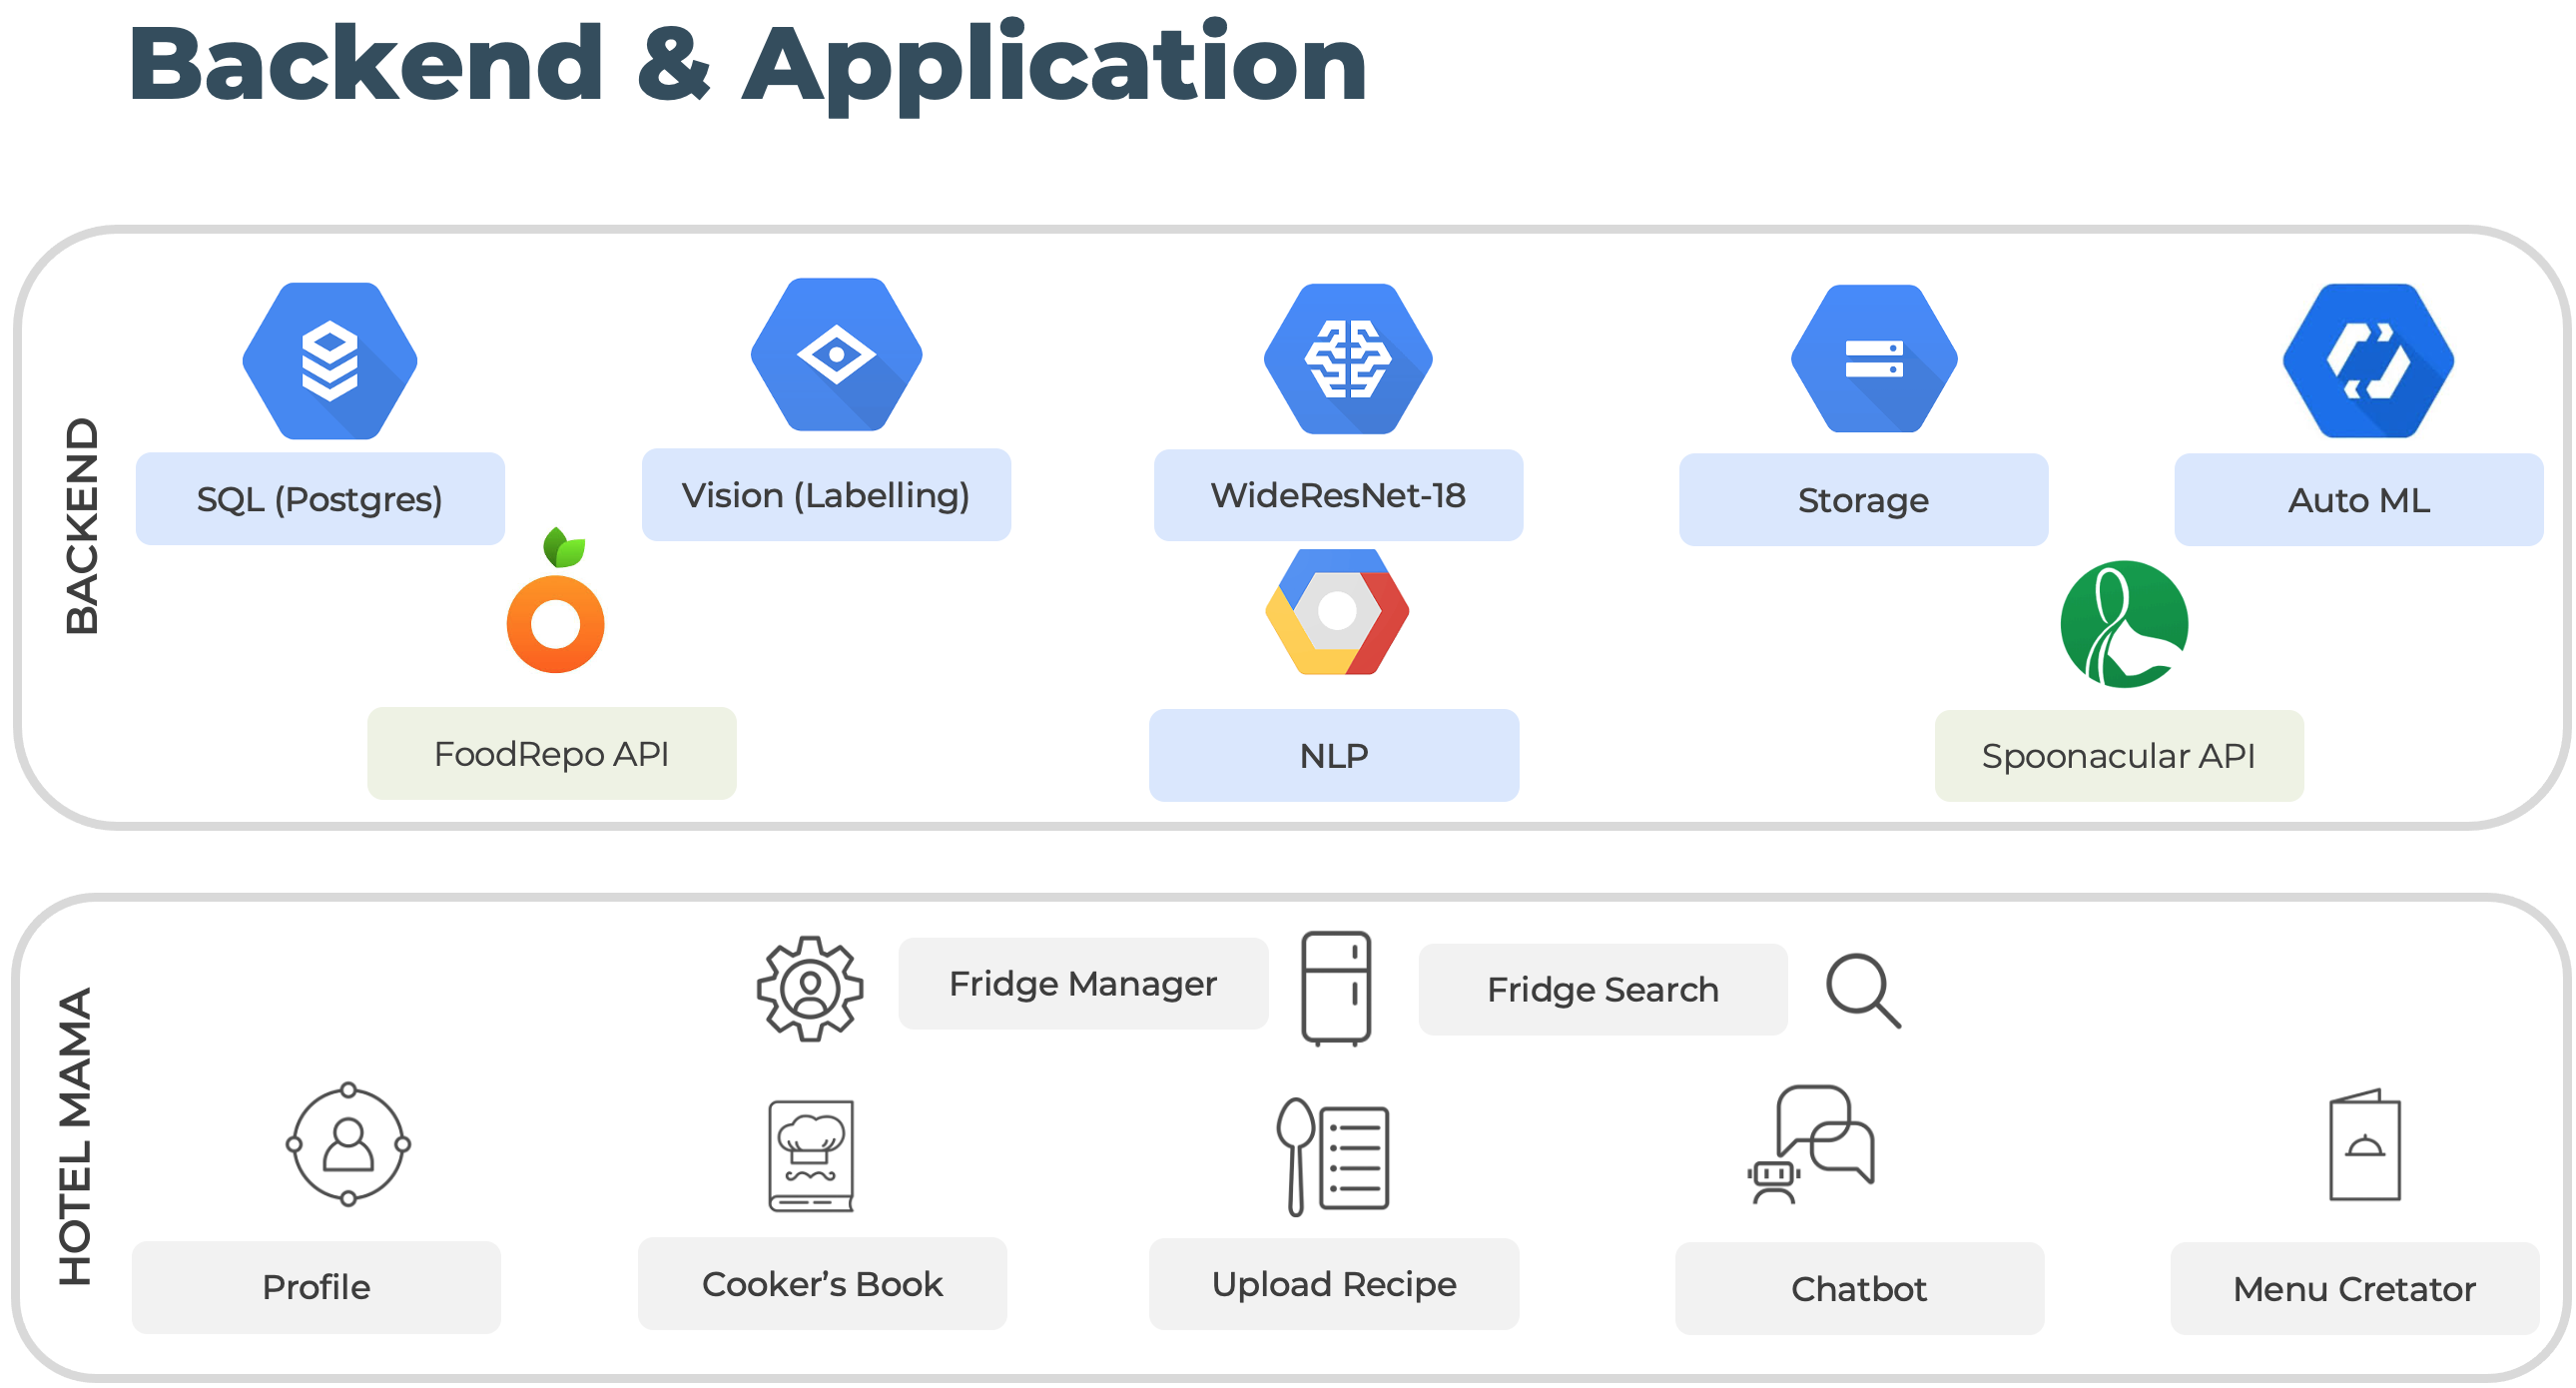 Backend & Application
BACKEND
SQL (Postgres)
Vision (Labelling)
WideResNet-18
Storage
Auto ML
FoodRepo API
NLP
Spoonacular API
HOTEL MAMA
Fridge Manager
Fridge Search
Profile
Cooker’s Book
Upload Recipe
Chatbot
Menu Cretator